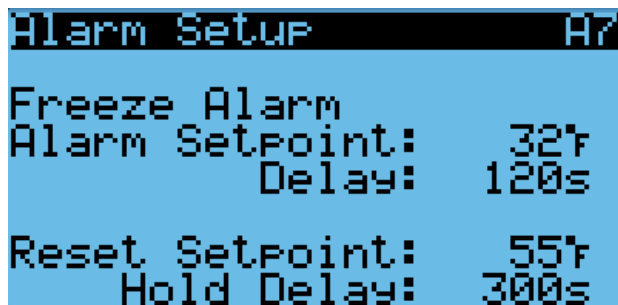 Alarm Setup A7
Freeze Alarm
Alarm Setpoint: 32°F
Delay: 120s
Reset Setpoint: 55°F
Hold Delay: 300s